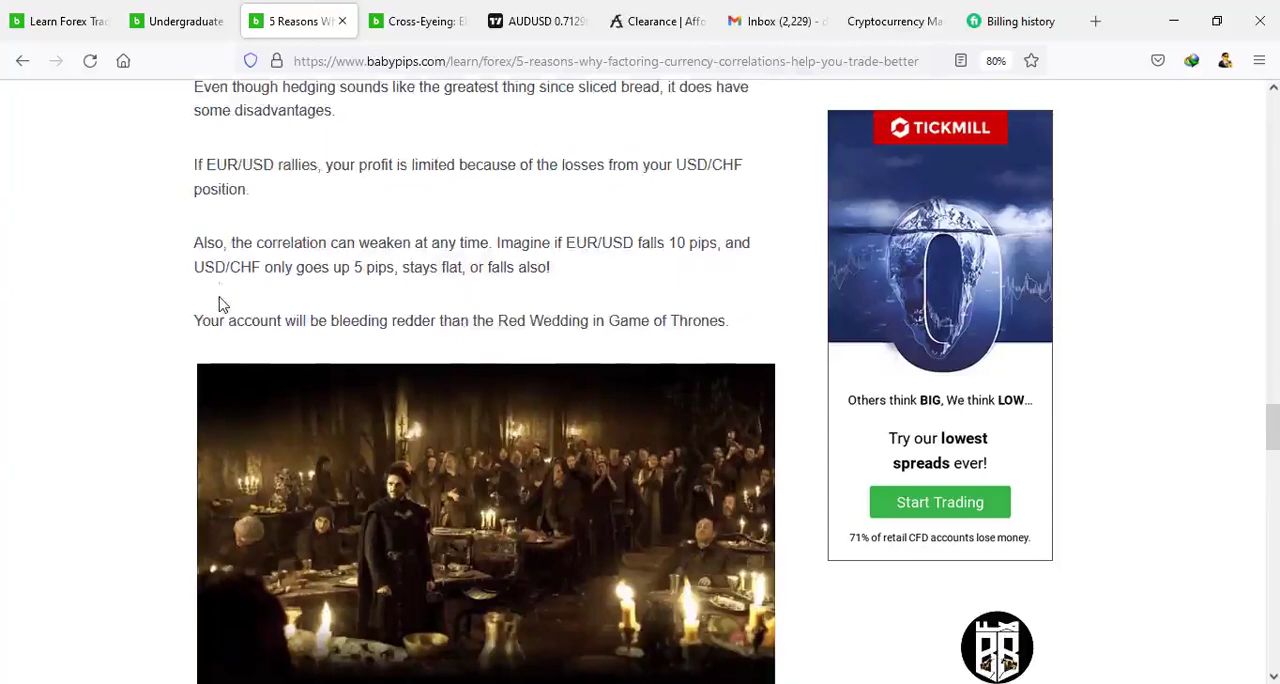 Learn Forex Tra
Undergraduate
5 Reasons W
Cross-Eyeing: E
AUDUSD 0.7129
Clearance | Affo
Inbox (2,229) - d
Cryptocurrency Ma
Billing history
https://www.babypips.com/learn/forex/5-reasons-why-factoring-currency-correlations-help-you-trade-better
80%
Even though hedging sounds like the greatest thing since sliced bread, it does have
some disadvantages.
If EUR/USD rallies, your profit is limited because of the losses from your USD/CHF
position.
Also, the correlation can weaken at any time. Imagine if EUR/USD falls 10 pips, and
USD/CHF only goes up 5 pips, stays flat, or falls also!
Your account will be bleeding redder than the Red Wedding in Game of Thrones.
TICKMILL
0
Others think BIG, We think LOW...
Try our lowest
spreads ever!
Start Trading
71% of retail CFD accounts lose money.